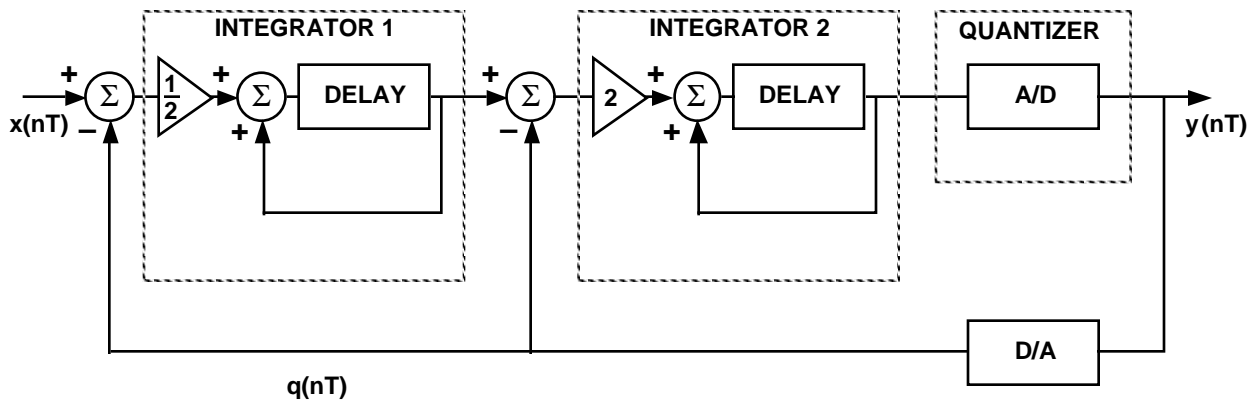 INTEGRATOR 1
INTEGRATOR 2
QUANTIZER
+
Σ
−
x(nT)
1
2
+
Σ
+
DELAY
+
Σ
−
2
+
Σ
+
DELAY
A/D
y(nT)
D/A
q(nT)